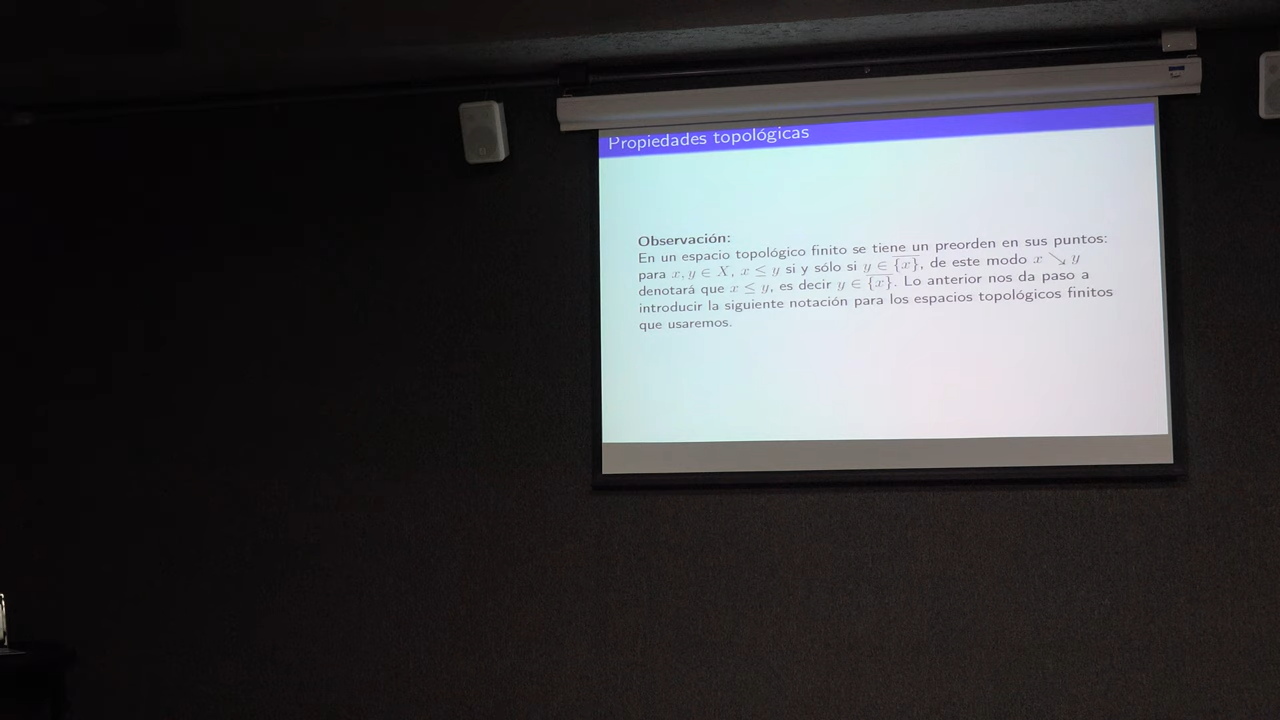 Propiedades topológicas
Observación:
En un espacio topológico finito se tiene un preorden en sus puntos:
para x, y ∈ X, x ≤ y si y sólo si y ∈ \overline{\{x\}}, de este modo x ↘ y
denotará que x ≤ y, es decir y ∈ \overline{\{x\}}. Lo anterior nos da paso a
introducir la siguiente notación para los espacios topológicos finitos
que usaremos.